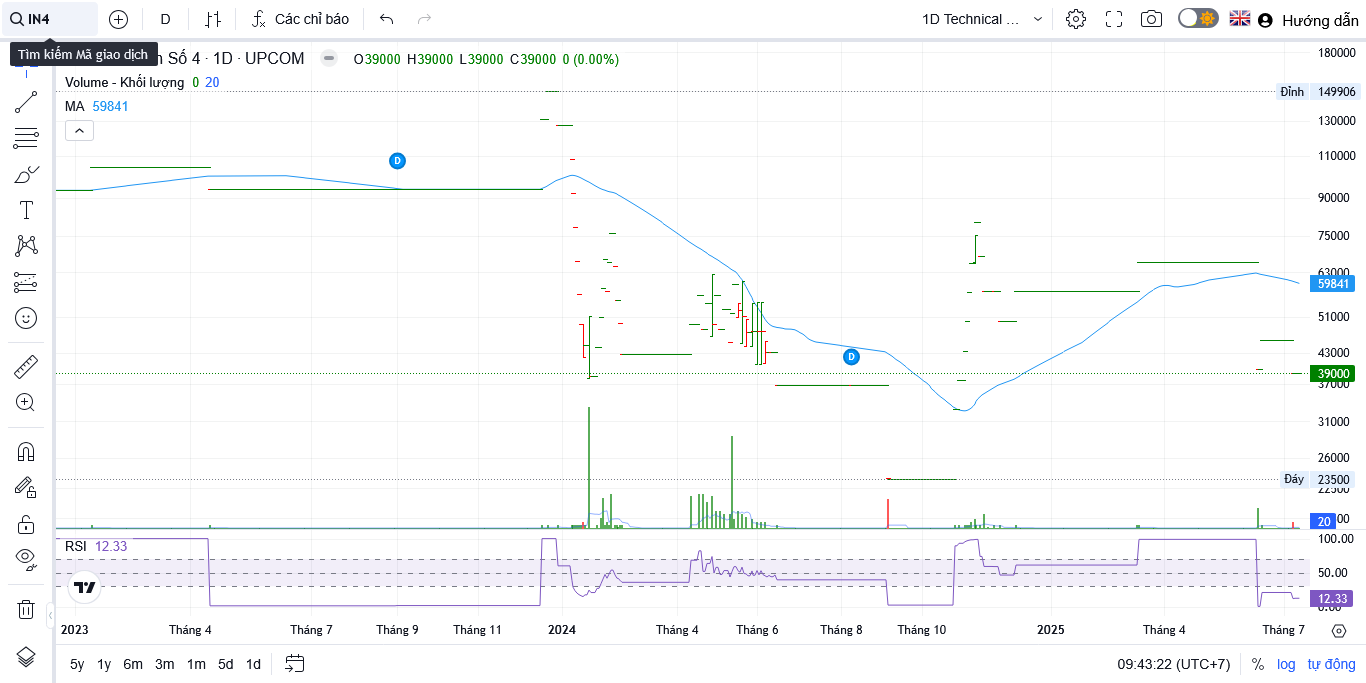 IN4
D
Các chỉ báo
1D Technical ...
Hướng dẫn
Tìm kiếm Mã giao dịch
n Số 4 · 1D · UPCOM
O39000 H39000 L39000 C39000 0 (0.00%)
Volume - Khối lượng 0 20
MA 59841
180000
Đỉnh 149906
130000
110000
D
90000
75000
63000
59841
51000
D
43000
39000
37000
31000
26000
Đáy 23500
22500
20
00
RSI 12.33
100.00
50.00
12.33
0.00
2023 Tháng 4 Tháng 7 Tháng 9 Tháng 11 2024 Tháng 4 Tháng 6 Tháng 8 Tháng 10 2025 Tháng 4 Tháng 7
5y 1y 6m 3m 1m 5d 1d
09:43:22 (UTC+7) % log tự động